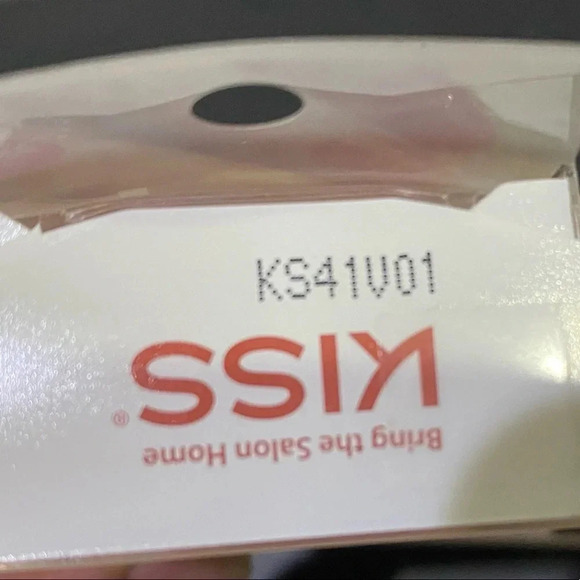 KS41V01
KISS®
Bring the Salon Home